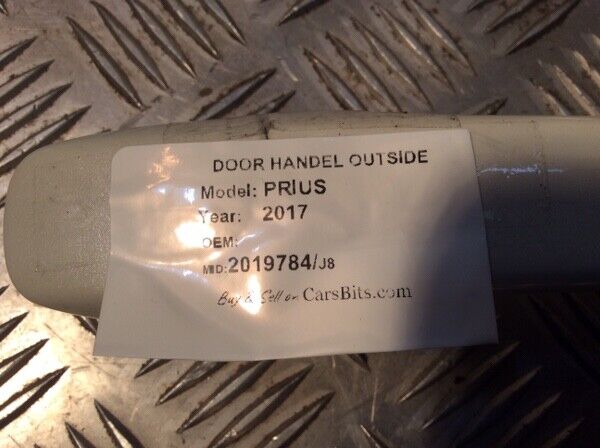 DOOR HANDEL OUTSIDE
Model: PRIUS
Year: 2017
OEM:
MID:2019784/J8
Buy & Sell on CarsBits.com